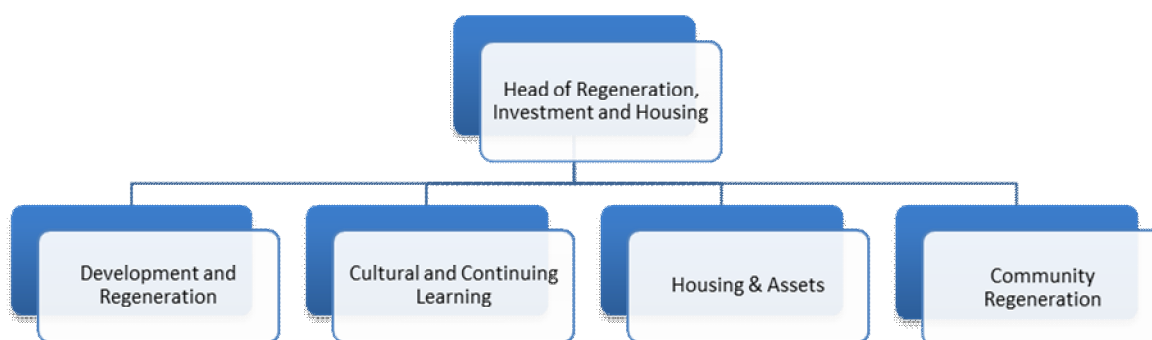 Head of Regeneration,
Investment and Housing
Development and
Regeneration
Cultural and Continuing
Learning
Housing & Assets
Community
Regeneration